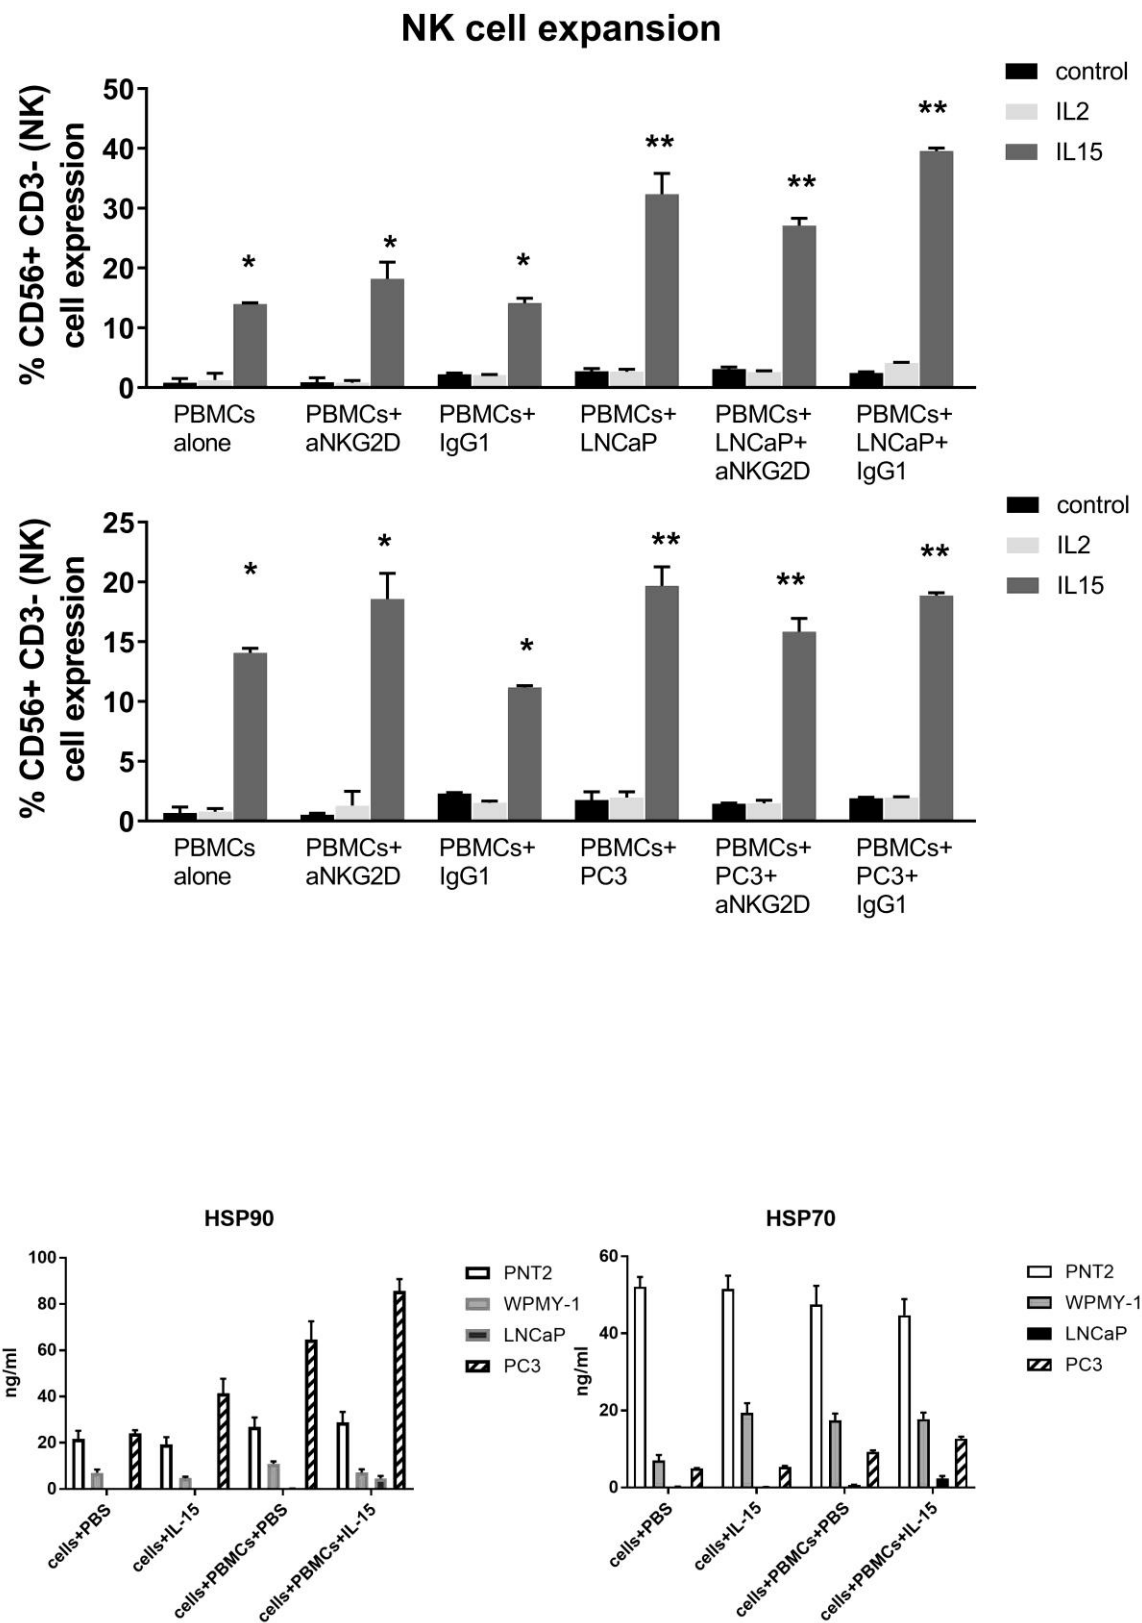 NK cell expansion
% CD56+ CD3- (NK)
cell expression
50
40
30
20
10
0
*
*
*
**
**
**
control
IL2
IL15
PBMCs
alone
PBMCs+
aNKG2D
PBMCs+
IgG1
PBMCs+
LNCaP
PBMCs+
LNCaP+
aNKG2D
PBMCs+
LNCaP+
IgG1
% CD56+ CD3- (NK)
cell expression
25
20
15
10
5
0
*
*
*
**
**
**
control
IL2
IL15
PBMCs
alone
PBMCs+
aNKG2D
PBMCs+
IgG1
PBMCs+
PC3
PBMCs+
PC3+
aNKG2D
PBMCs+
PC3+
IgG1
HSP90
ng/ml
100
80
60
40
20
0
PNT2
WPMY-1
LNCaP
PC3
cells+PBS
cells+IL-15
cells+PBMCs+PBS
cells+PBMCs+IL-15
HSP70
ng/ml
60
40
20
0
PNT2
WPMY-1
LNCaP
PC3
cells+PBS
cells+IL-15
cells+PBMCs+PBS
cells+PBMCs+IL-15